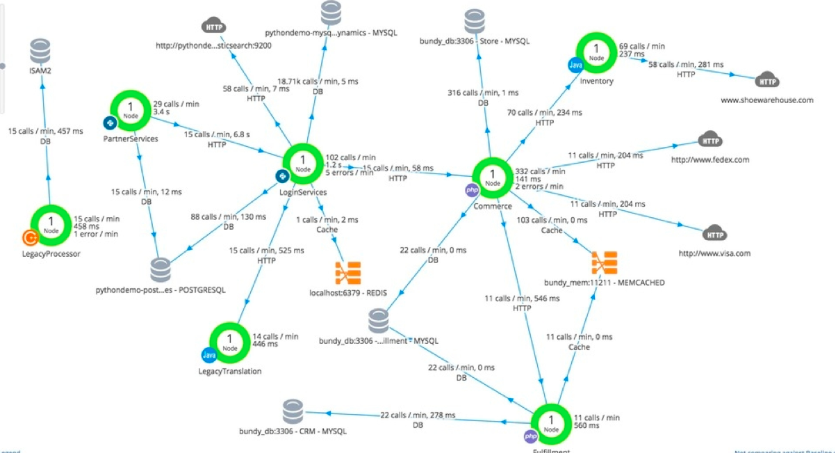 HTTP
http://pythonde...sticsearch:9200
pythondemo-mysq...ynamics - MYSQL
bundy_db:3306 - Store - MYSQL
ISAM2
1
Node
Java
Inventory
69 calls / min
237 ms
58 calls / min, 281 ms
HTTP
HTTP
www.shoewarehouse.com
58 calls / min, 7 ms
HTTP
18.71k calls / min, 5 ms
DB
316 calls / min, 1 ms
DB
70 calls / min, 234 ms
HTTP
1
Node
PartnerServices
29 calls / min
3.4 s
15 calls / min, 6.8 s
HTTP
15 calls / min, 457 ms
DB
1
Node
LoginServices
102 calls / min
1.2 s
5 errors / min
15 calls / min, 58 ms
HTTP
1
Node
php
Commerce
332 calls / min
141 ms
2 errors / min
11 calls / min, 204 ms
HTTP
HTTP
http://www.fedex.com
11 calls / min, 204 ms
HTTP
HTTP
http://www.visa.com
15 calls / min, 12 ms
DB
88 calls / min, 130 ms
DB
1 calls / min, 2 ms
Cache
103 calls / min, 0 ms
Cache
1
Node
LegacyProcessor
15 calls / min
458 ms
1 error / min
15 calls / min, 525 ms
HTTP
22 calls / min, 0 ms
DB
pythondemo-post...es - POSTGRESQL
localhost:6379 - REDIS
bundy_mem:11211 - MEMCACHED
11 calls / min, 546 ms
HTTP
1
Node
Java
LegacyTranslation
14 calls / min
446 ms
bundy_db:3306 -...illment - MYSQL
11 calls / min, 0 ms
Cache
22 calls / min, 0 ms
DB
bundy_db:3306 - CRM - MYSQL
22 calls / min, 278 ms
DB
1
Node
php
Fulfillment
11 calls / min
560 ms